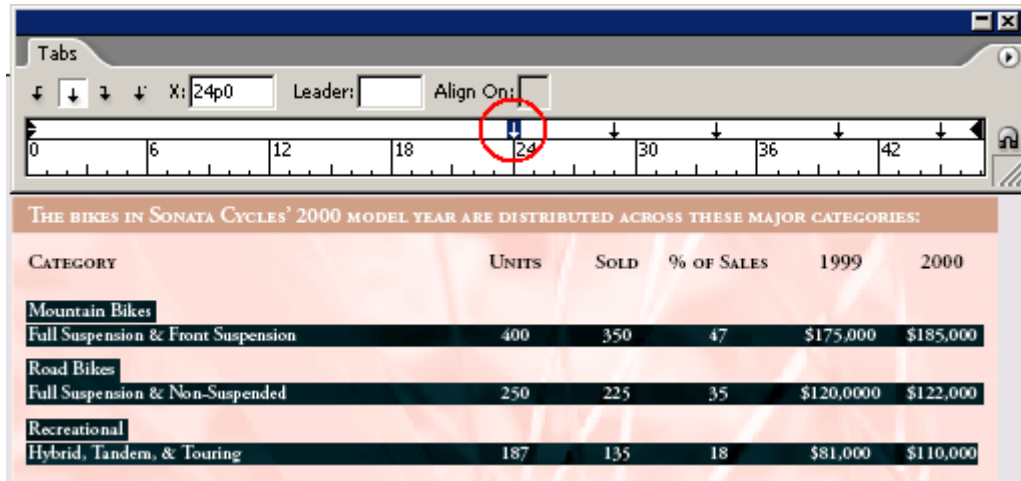 Tabs
X: 24p0 Leader: Align On:
0 6 12 18 24 30 36 42
THE BIKES IN SONATA CYCLES' 2000 MODEL YEAR ARE DISTRIBUTED ACROSS THESE MAJOR CATEGORIES:
CATEGORY UNITS SOLD % OF SALES 1999 2000
Mountain Bikes
Full Suspension & Front Suspension 400 350 47 $175,000 $185,000
Road Bikes
Full Suspension & Non-Suspended 250 225 35 $120,0000 $122,000
Recreational
Hybrid, Tandem, & Touring 187 135 18 $81,000 $110,000